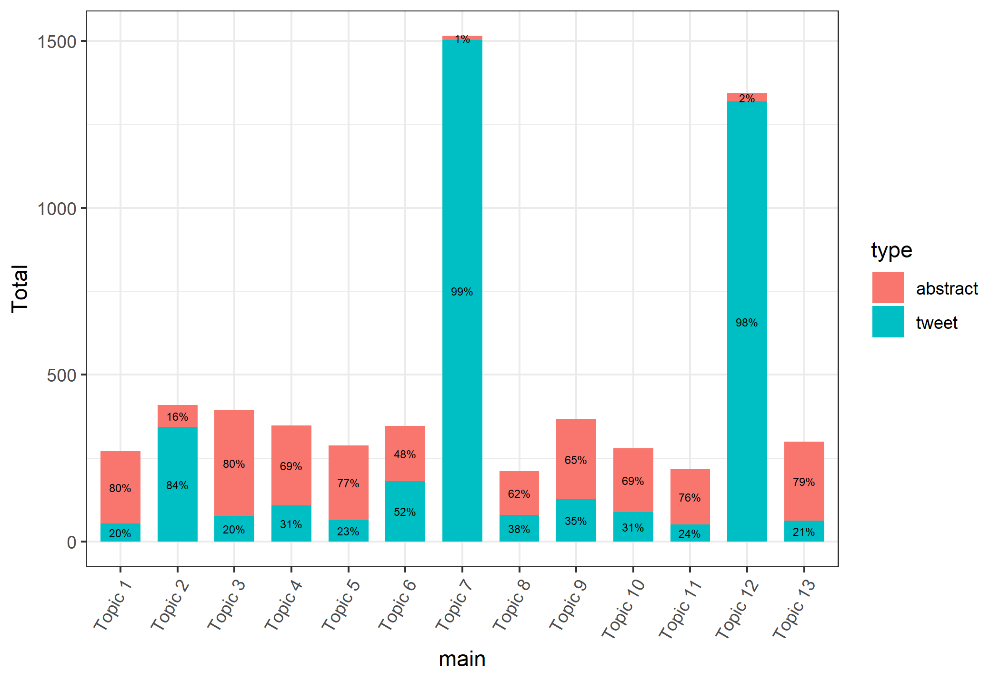 Total
1500
1000
500
0
1%
99%
2%
98%
16%
84%
80%
20%
80%
20%
69%
31%
77%
23%
48%
52%
62%
38%
65%
35%
69%
31%
76%
24%
79%
21%
Topic 1
Topic 2
Topic 3
Topic 4
Topic 5
Topic 6
Topic 7
Topic 8
Topic 9
Topic 10
Topic 11
Topic 12
Topic 13
main
type
abstract
tweet